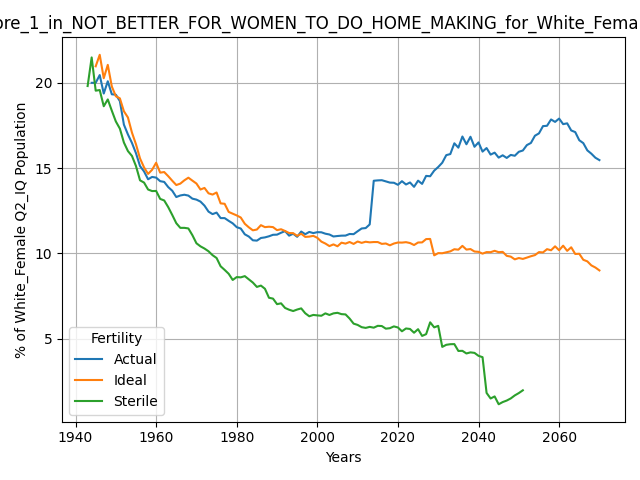 ore_1_in_NOT_BETTER_FOR_WOMEN_TO_DO_HOME_MAKING_for_White_Fema
% of White_Female Q2_IQ Population
20
15
10
5
Fertility
Actual
Ideal
Sterile
1940 1960 1980 2000 2020 2040 2060
Years